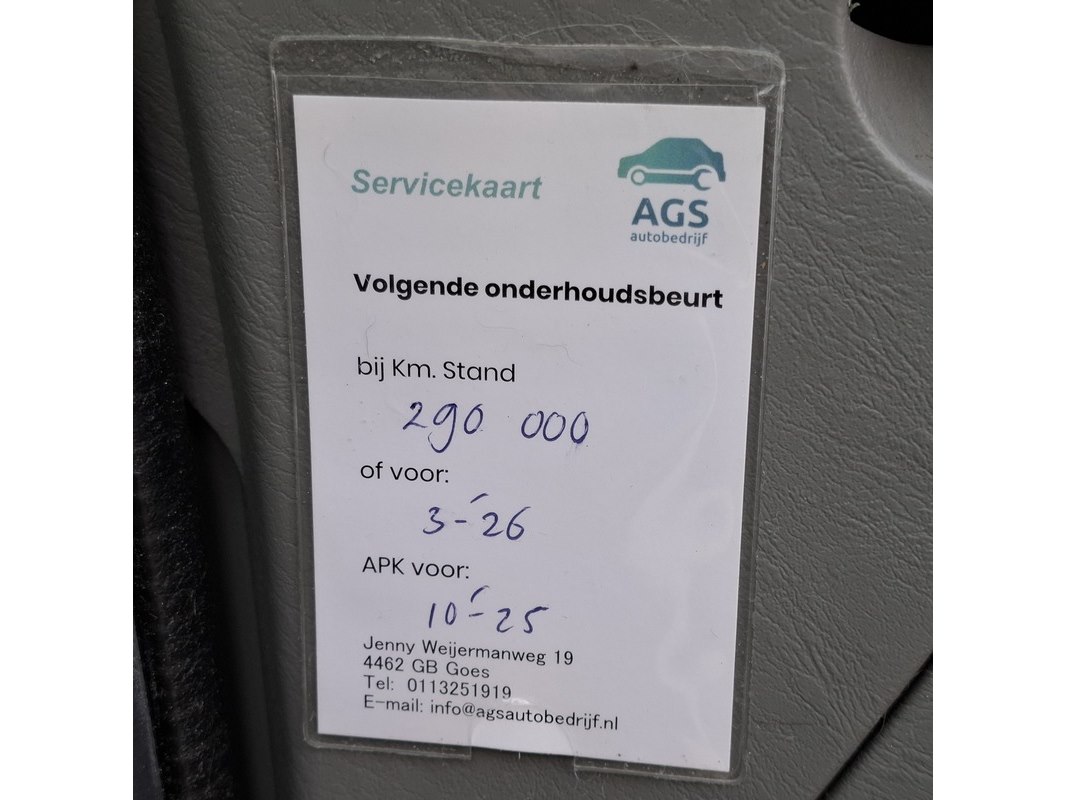 Servicekaart
AGS
autobedrijf
Volgende onderhoudsbeurt
bij Km. Stand
290 000
of voor:
3-'26
APK voor:
10-'25
Jenny Weijermanweg 19
4462 GB Goes
Tel: 0113251919
E-mail: info@agsautobedrijf.nl